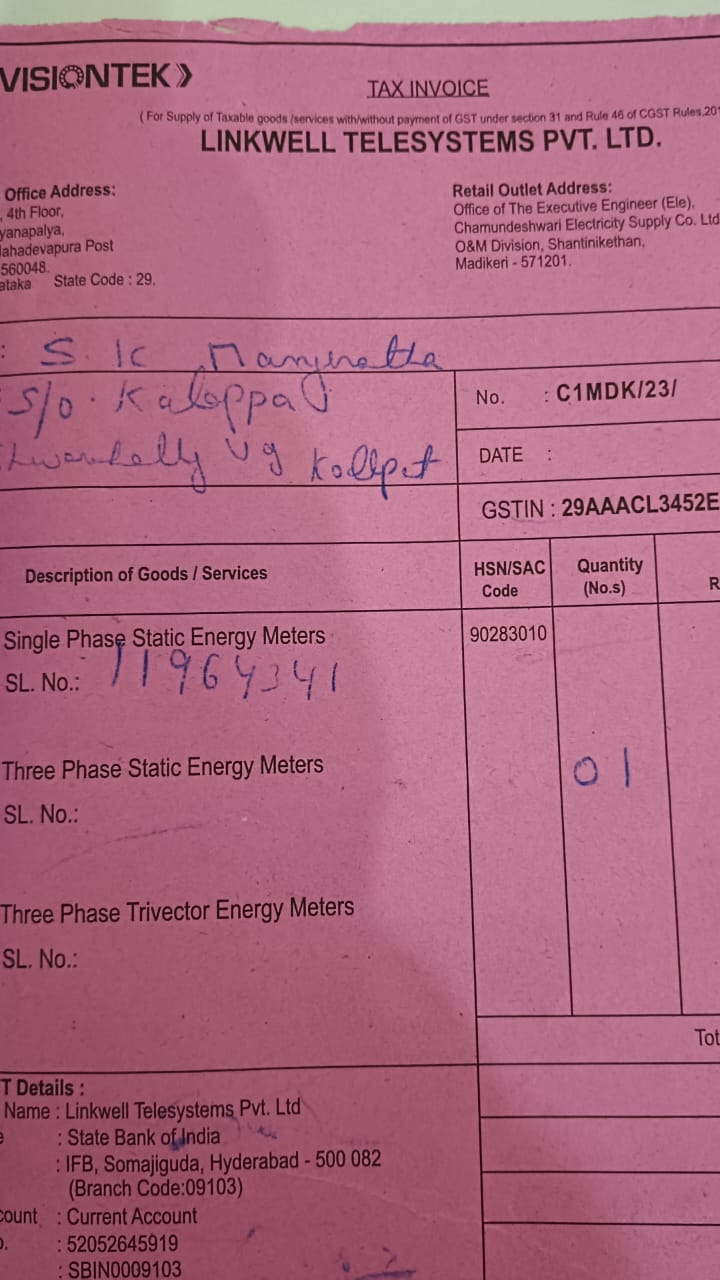 VISIONTEK
TAX INVOICE
( For Supply of Taxable goods /services with/without payment of GST under section 31 and Rule 46 of CGST Rules,201
LINKWELL TELESYSTEMS PVT. LTD.
Office Address:
, 4th Floor,
yanapalya,
ahadevapura Post
560048.
ataka State Code : 29.
Retail Outlet Address:
Office of The Executive Engineer (Ele),
Chamundeshwari Electricity Supply Co. Ltd
O&M Division, Shantinikethan,
Madikeri - 571201.
: S. K Manjunatha
S/o . Kaloppa
Vg Kollpet
No. : C1MDK/23/
DATE :
GSTIN : 29AAACL3452E
Description of Goods / Services
HSN/SAC Code
Quantity (No.s)
R
Single Phase Static Energy Meters
90283010
SL. No.: 11964341
Three Phase Static Energy Meters
01
SL. No.:
Three Phase Trivector Energy Meters
SL. No.:
Tot
T Details :
Name : Linkwell Telesystems Pvt. Ltd
e : State Bank of India
: IFB, Somajiguda, Hyderabad - 500 082
(Branch Code:09103)
count : Current Account
o. : 52052645919
: SBIN0009103